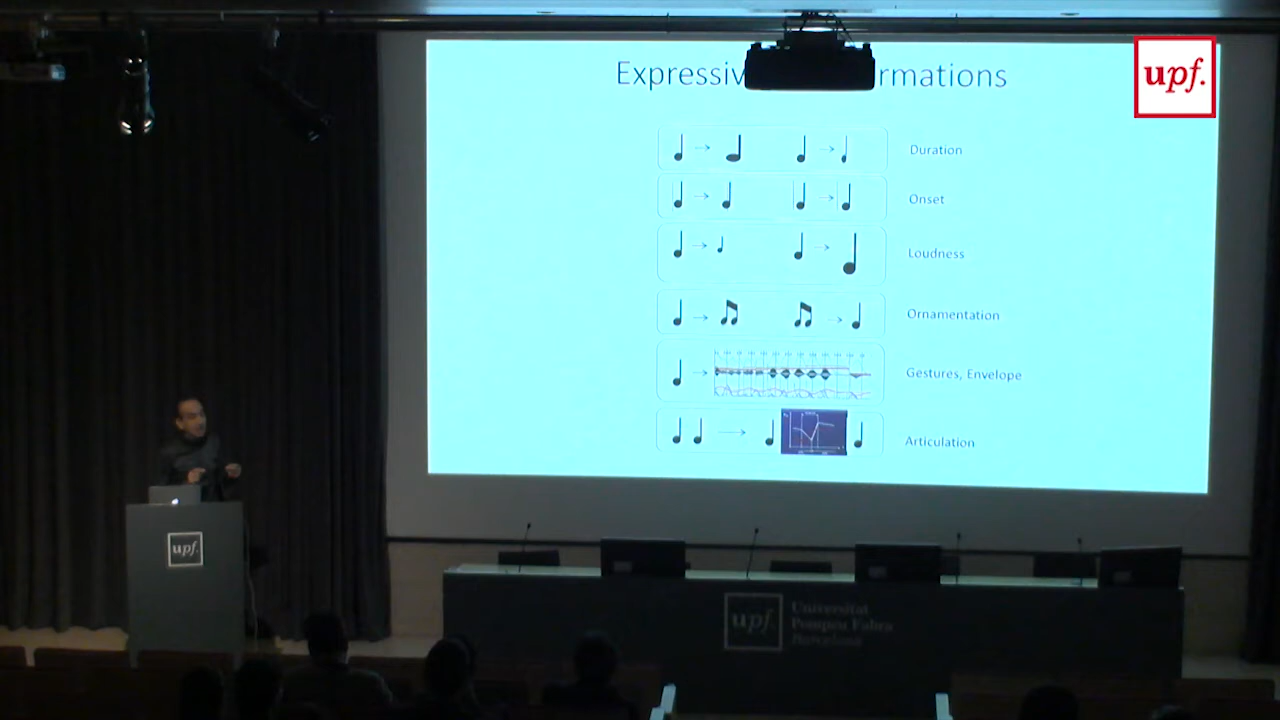 Expressiv rmations
upf.
Duration
Onset
Loudness
Ornamentation
Gestures, Envelope
Articulation
upf.
upf.
Universitat
Pompeu Fabra
Barcelona